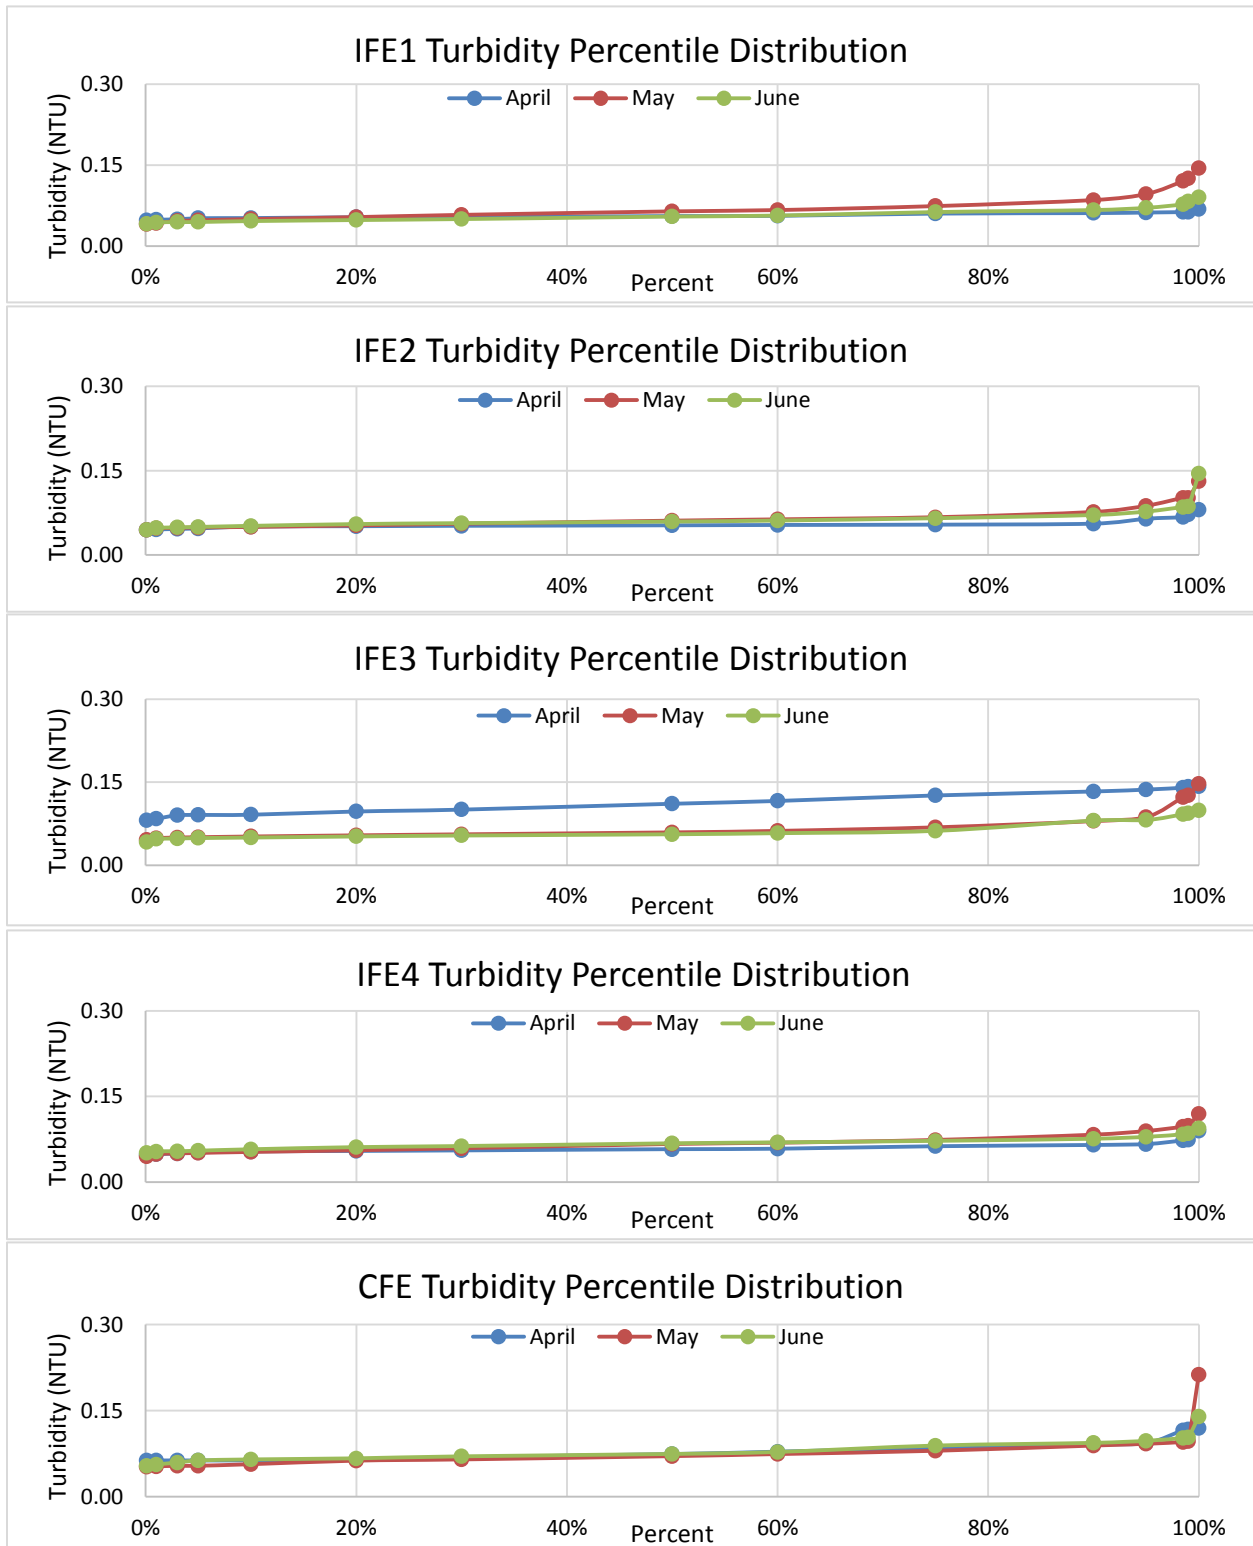 IFE1 Turbidity Percentile Distribution
Turbidity (NTU)
0.30
0.15
0.00
April May June
0% 20% 40% 60% 80% 100%
Percent
IFE2 Turbidity Percentile Distribution
Turbidity (NTU)
0.30
0.15
0.00
April May June
0% 20% 40% 60% 80% 100%
Percent
IFE3 Turbidity Percentile Distribution
Turbidity (NTU)
0.30
0.15
0.00
April May June
0% 20% 40% 60% 80% 100%
Percent
IFE4 Turbidity Percentile Distribution
Turbidity (NTU)
0.30
0.15
0.00
April May June
0% 20% 40% 60% 80% 100%
Percent
CFE Turbidity Percentile Distribution
Turbidity (NTU)
0.30
0.15
0.00
April May June
0% 20% 40% 60% 80% 100%
Percent